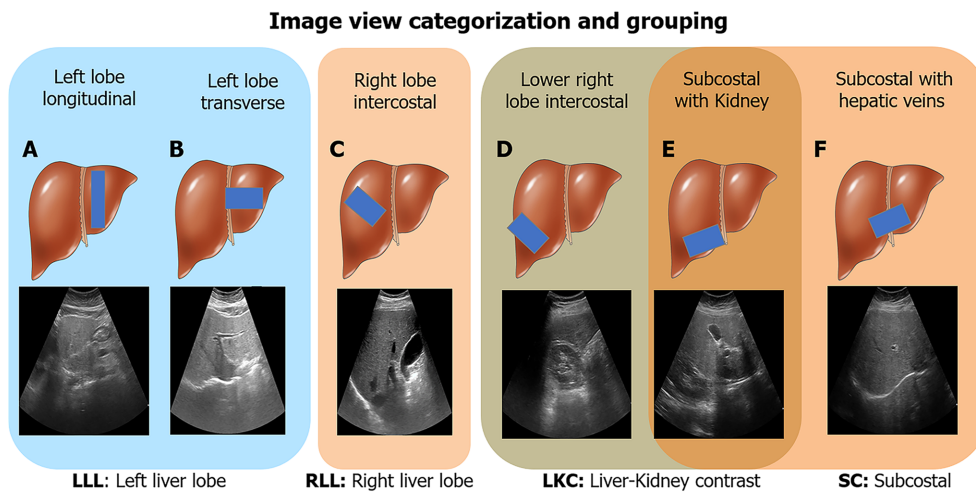 Image view categorization and grouping
Left lobe
longitudinal
Left lobe
transverse
Right lobe
intercostal
Lower right
lobe intercostal
Subcostal
with Kidney
Subcostal with
hepatic veins
A
B
C
D
E
F
LLL: Left liver lobe
RLL: Right liver lobe
LKC: Liver-Kidney contrast
SC: Subcostal